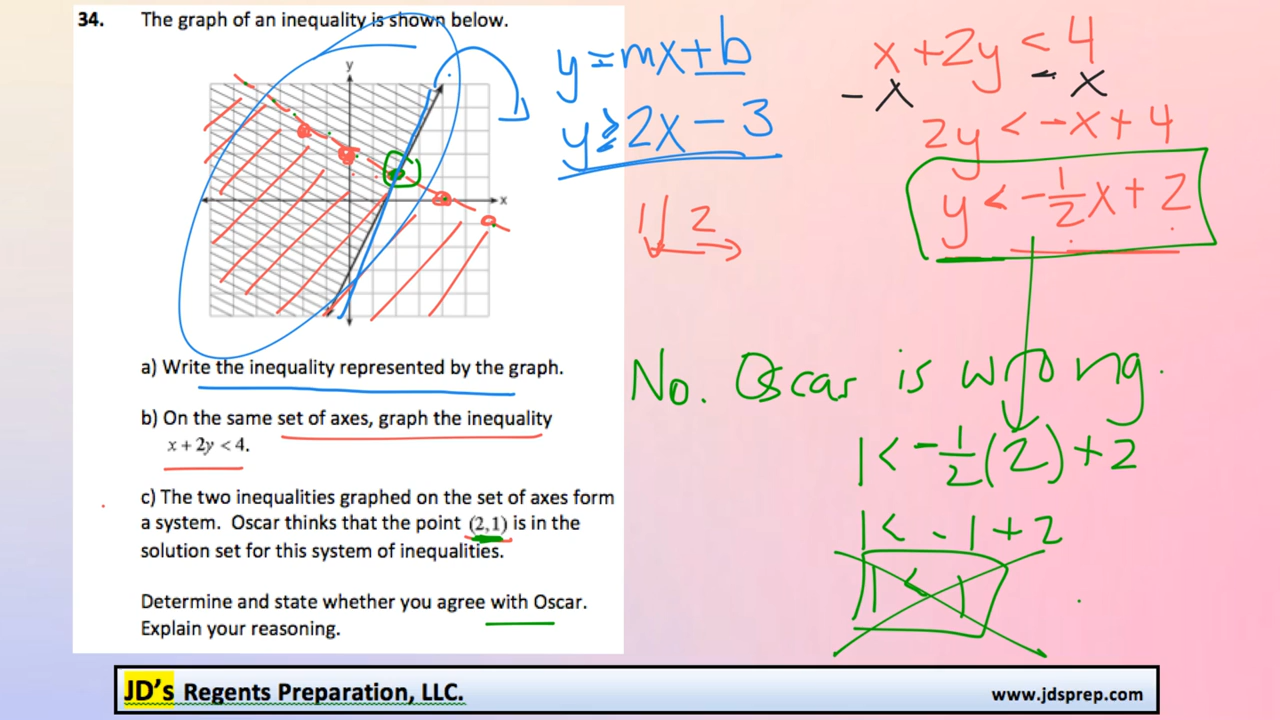 34. The graph of an inequality is shown below.
y
x
a) Write the inequality represented by the graph.
b) On the same set of axes, graph the inequality
x + 2y < 4.
c) The two inequalities graphed on the set of axes form
a system. Oscar thinks that the point (2,1) is in the
solution set for this system of inequalities.
Determine and state whether you agree with Oscar.
Explain your reasoning.
y=mx+b
y≥2x-3
1 2
x+2y<4
-x -x
2y<-x+4
y<-1/2x+2
No. Oscar is wrong.
1<-1/2(2)+2
1<-1+2
1<1
JD's Regents Preparation, LLC.
www.jdsprep.com